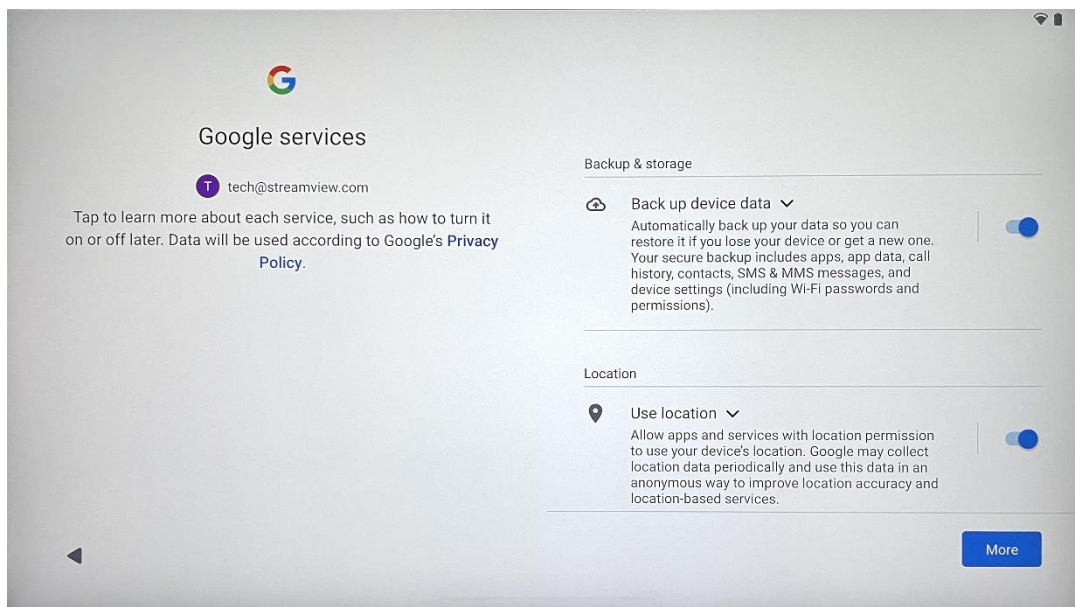 Google services
T tech@streamview.com
Tap to learn more about each service, such as how to turn it
on or off later. Data will be used according to Google's Privacy
Policy.
Backup & storage
Back up device data
Automatically back up your data so you can
restore it if you lose your device or get a new one.
Your secure backup includes apps, app data, call
history, contacts, SMS & MMS messages, and
device settings (including Wi-Fi passwords and
permissions).
Location
Use location
Allow apps and services with location permission
to use your device's location. Google may collect
location data periodically and use this data in an
anonymous way to improve location accuracy and
location-based services.
More